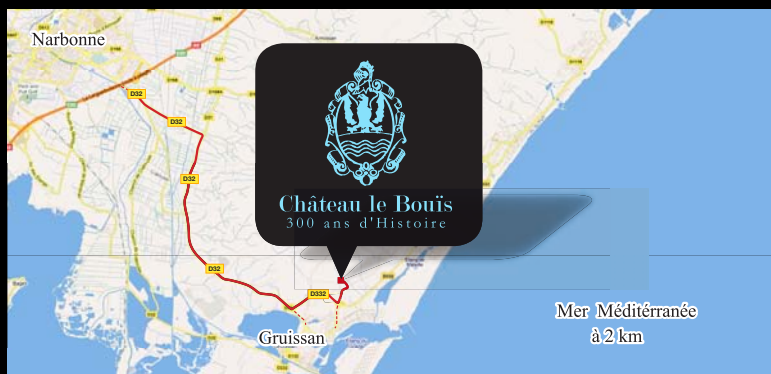 Narbonne
D32
D32
D32
D32
D332
Château le Bouïs
300 ans d'Histoire
Gruissan
Mer Méditérranée
à 2 km